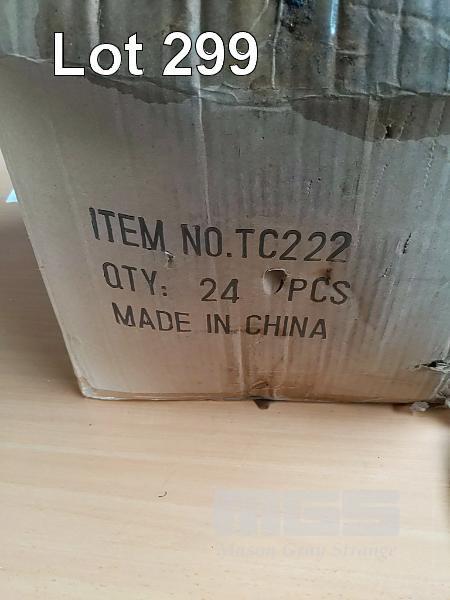 Lot 299
ITEM NO.TC222
QTY: 24 PCS
MADE IN CHINA
MGS
Mason Gray Strange